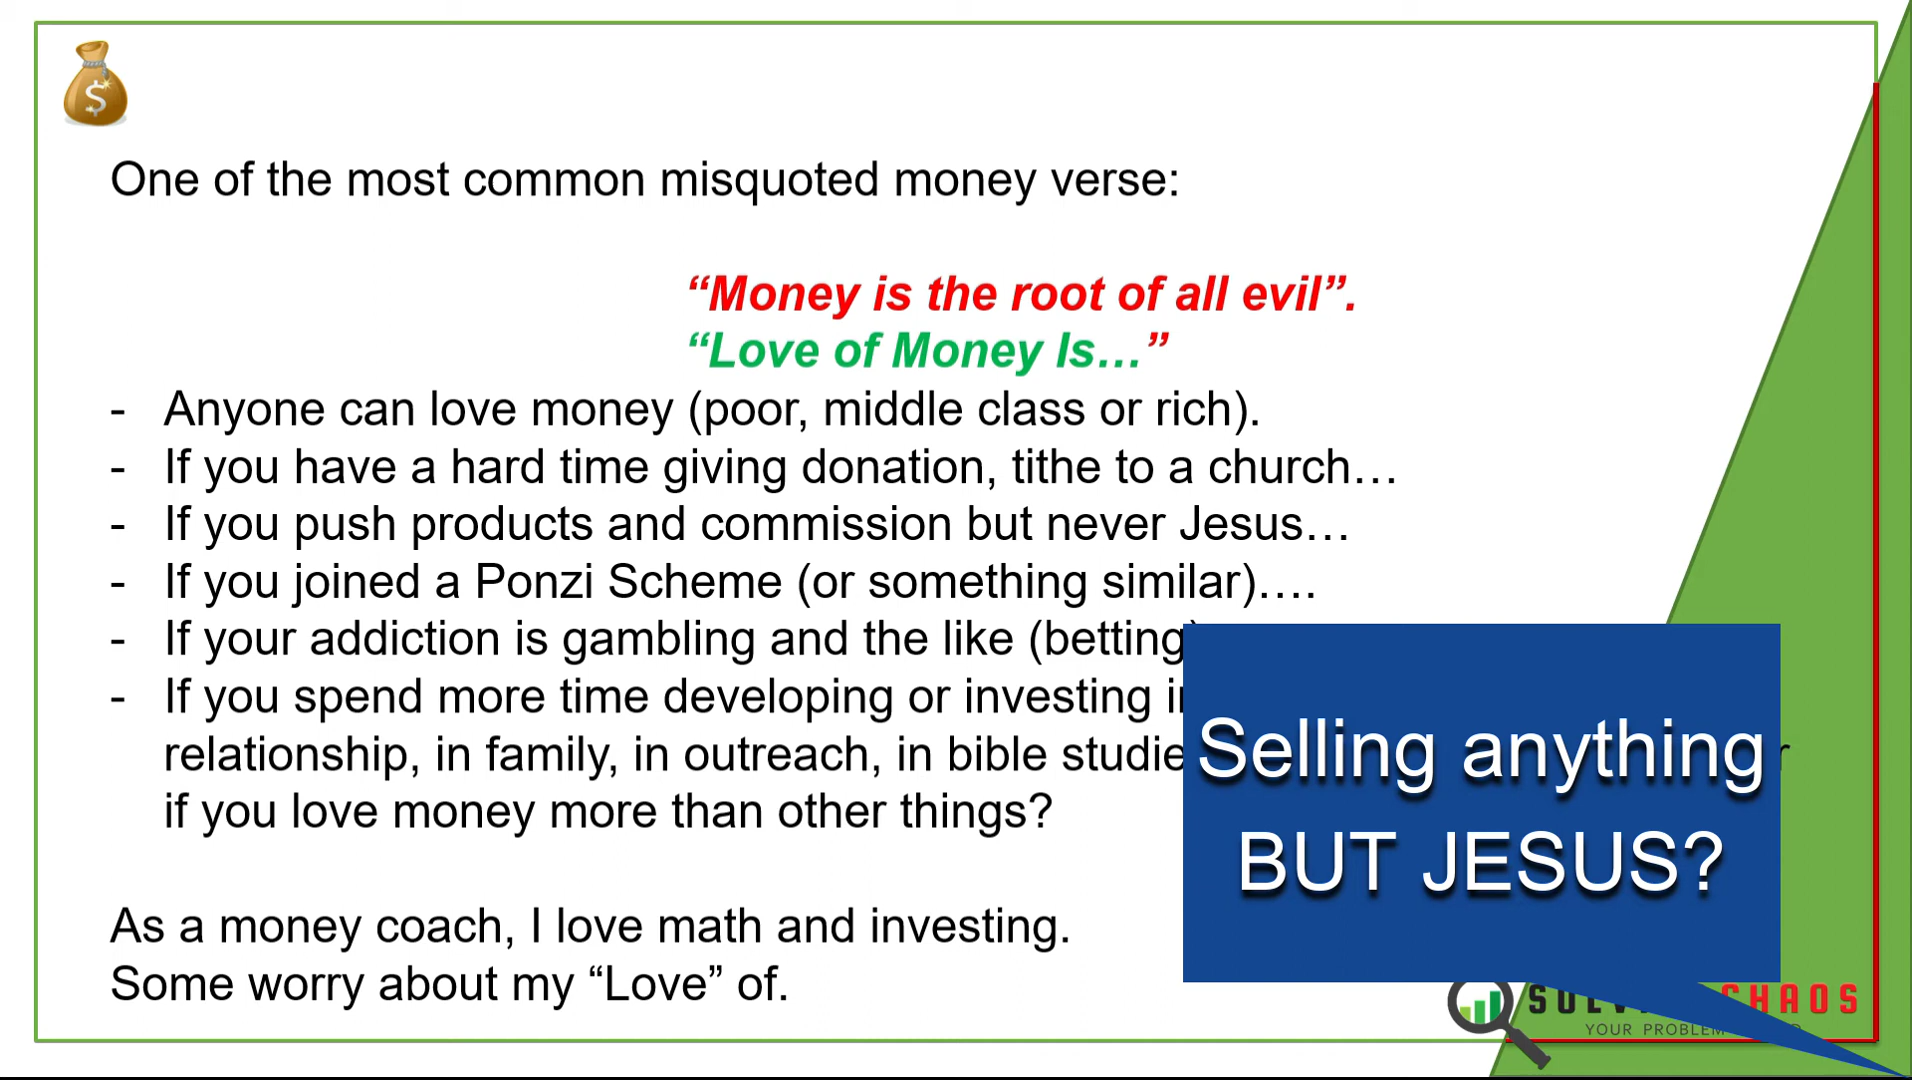 $
One of the most common misquoted money verse:
“Money is the root of all evil”.
“Love of Money Is…”
- Anyone can love money (poor, middle class or rich).
- If you have a hard time giving donation, tithe to a church…
- If you push products and commission but never Jesus…
- If you joined a Ponzi Scheme (or something similar)….
- If your addiction is gambling and the like (betting)
- If you spend more time developing or investing
relationship, in family, in outreach, in bible
if you love money more than other things?
Selling anything
BUT JESUS?
As a money coach, I love math and investing.
Some worry about my “Love” of.
CHAOS
YOUR PROBLEM